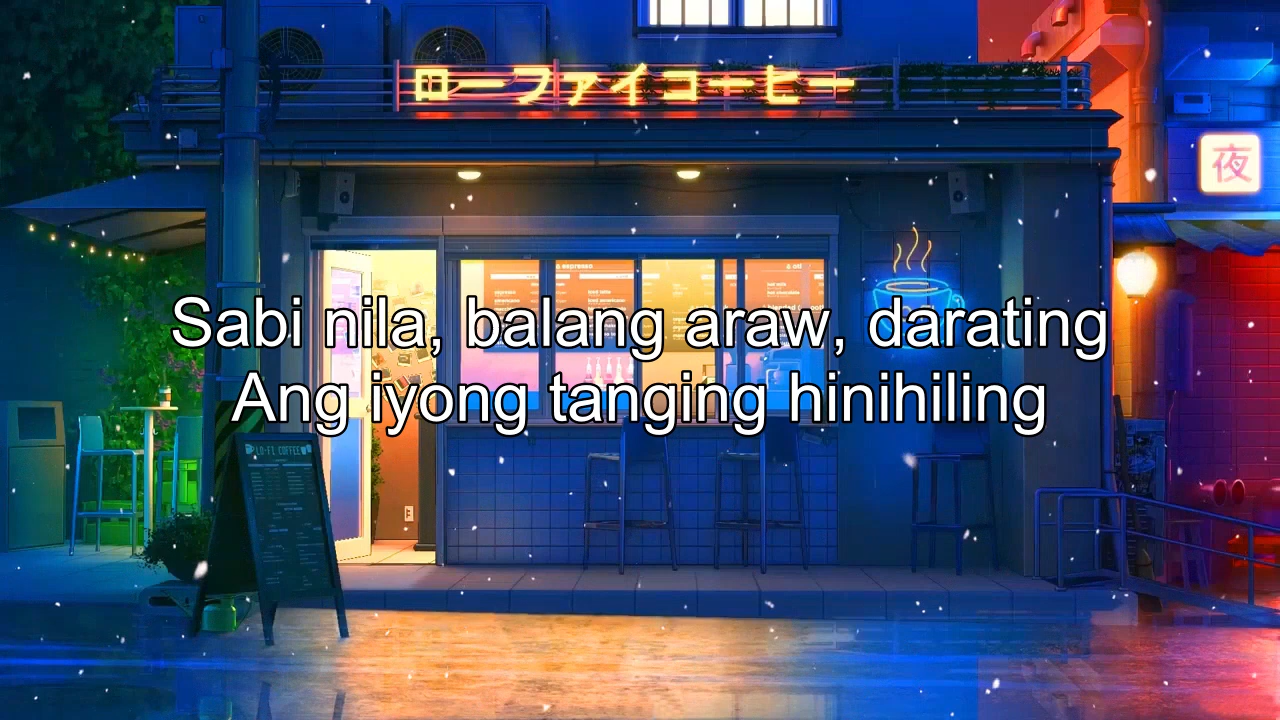 ローファイコーヒー
夜
espresso
Sabi nila, balang araw, darating
Ang iyong tanging hinihiling
LO-FI COFFEE